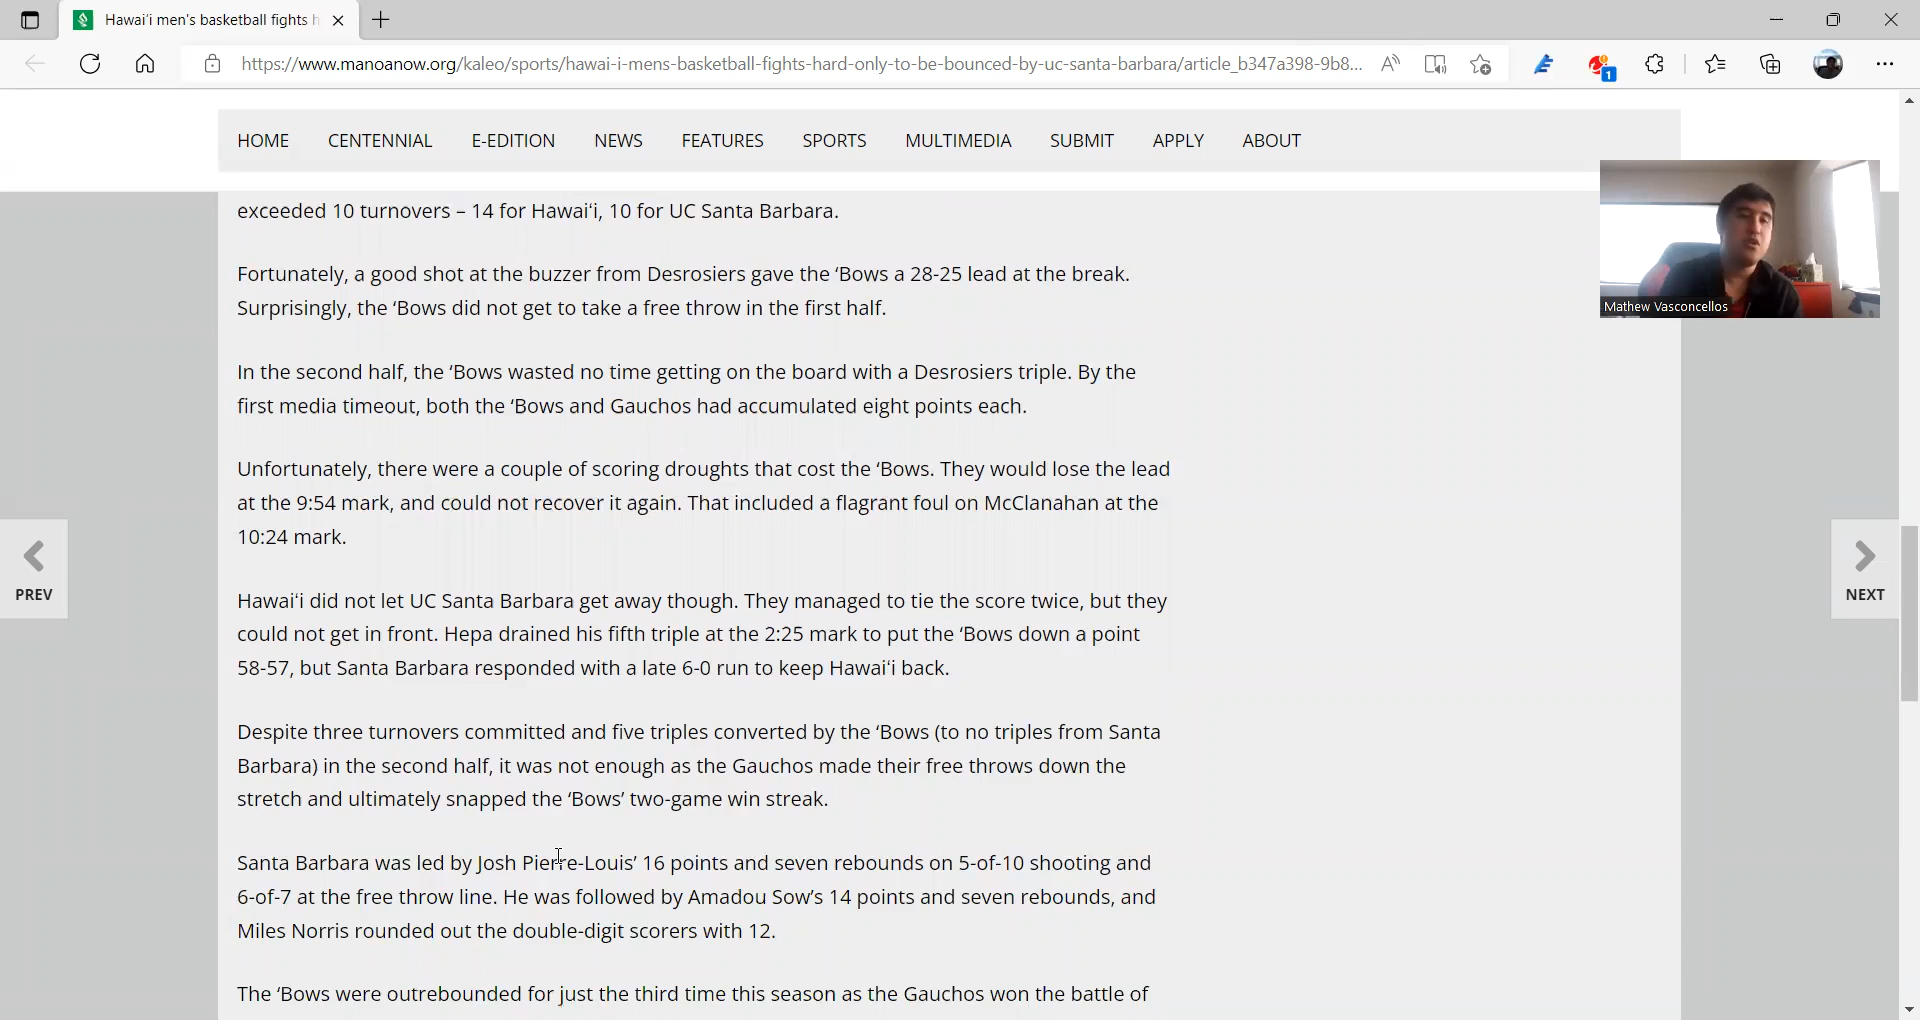 Hawaiʻi men's basketball fights h
https://www.manoanow.org/kaleo/sports/hawai-i-mens-basketball-fights-hard-only-to-be-bounced-by-uc-santa-barbara/article_b347a398-9b8...
1
HOME CENTENNIAL E-EDITION NEWS FEATURES SPORTS MULTIMEDIA SUBMIT APPLY ABOUT
Mathew Vasconcellos
exceeded 10 turnovers – 14 for Hawaiʻi, 10 for UC Santa Barbara.
Fortunately, a good shot at the buzzer from Desrosiers gave the ‘Bows a 28-25 lead at the break.
Surprisingly, the ‘Bows did not get to take a free throw in the first half.
In the second half, the ‘Bows wasted no time getting on the board with a Desrosiers triple. By the
first media timeout, both the ‘Bows and Gauchos had accumulated eight points each.
Unfortunately, there were a couple of scoring droughts that cost the ‘Bows. They would lose the lead
at the 9:54 mark, and could not recover it again. That included a flagrant foul on McClanahan at the
10:24 mark.
Hawaiʻi did not let UC Santa Barbara get away though. They managed to tie the score twice, but they
could not get in front. Hepa drained his fifth triple at the 2:25 mark to put the ‘Bows down a point
58-57, but Santa Barbara responded with a late 6-0 run to keep Hawaiʻi back.
Despite three turnovers committed and five triples converted by the ‘Bows (to no triples from Santa
Barbara) in the second half, it was not enough as the Gauchos made their free throws down the
stretch and ultimately snapped the ‘Bows’ two-game win streak.
Santa Barbara was led by Josh Pierre-Louis’ 16 points and seven rebounds on 5-of-10 shooting and
6-of-7 at the free throw line. He was followed by Amadou Sow’s 14 points and seven rebounds, and
Miles Norris rounded out the double-digit scorers with 12.
The ‘Bows were outrebounded for just the third time this season as the Gauchos won the battle of
PREV
NEXT